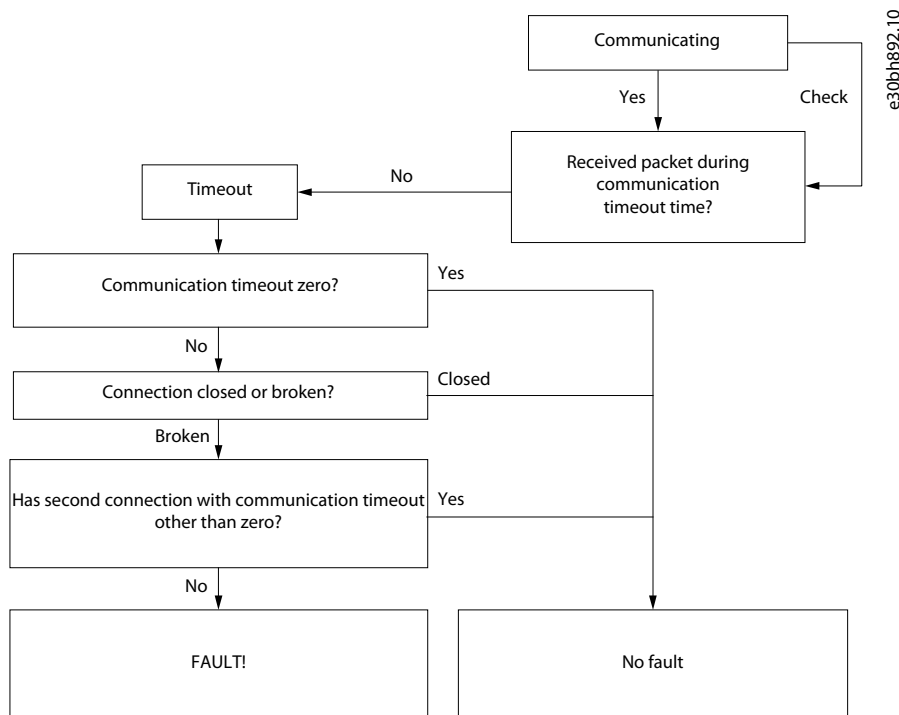 Communicating
e30bh892.10
Yes
Check
Received packet during
communication
timeout time?
No
Timeout
Communication timeout zero?
Yes
No
Connection closed or broken?
Closed
Broken
Has second connection with communication timeout
other than zero?
Yes
No
FAULT!
No fault